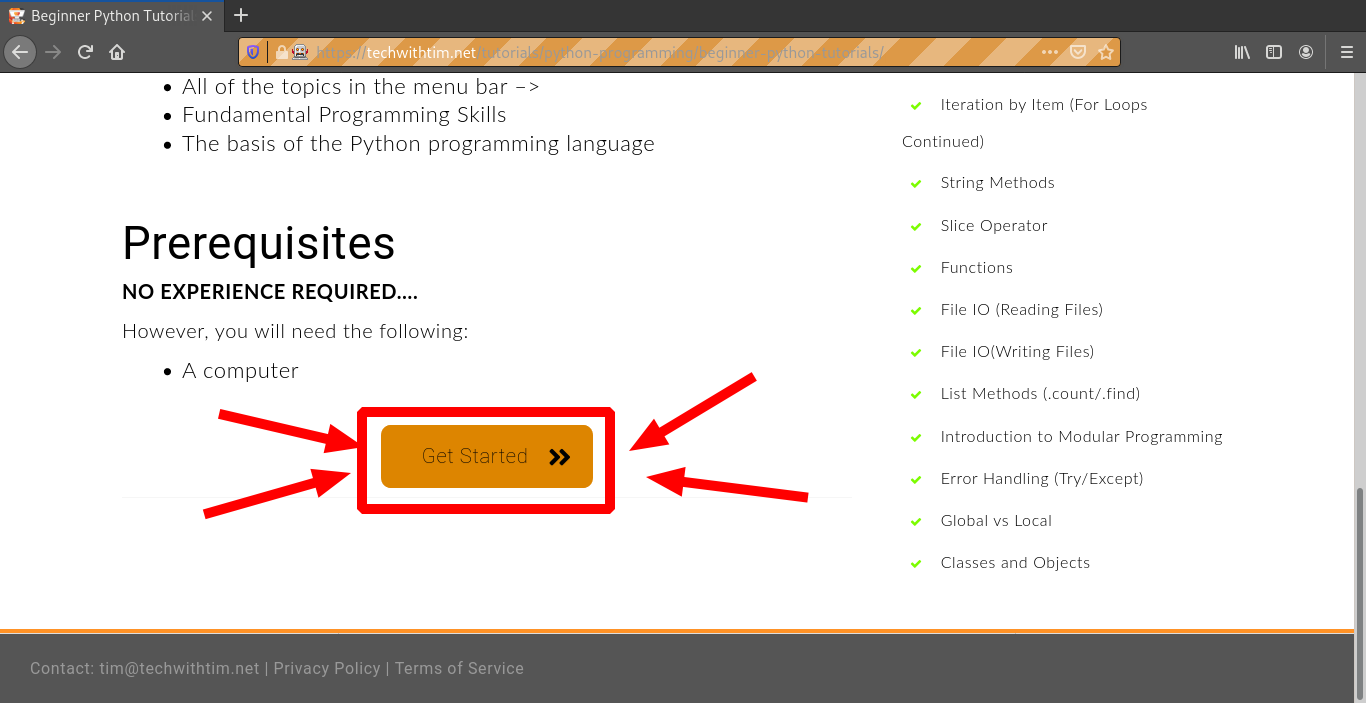 Beginner Python Tutorial
https://techwithtim.net/tutorials/python-programming/beginner-python-tutorials/
All of the topics in the menu bar –>
Fundamental Programming Skills
The basis of the Python programming language
Prerequisites
NO EXPERIENCE REQUIRED....
However, you will need the following:
A computer
Get Started
Iteration by Item (For Loops
Continued)
String Methods
Slice Operator
Functions
File IO (Reading Files)
File IO(Writing Files)
List Methods (.count/.find)
Introduction to Modular Programming
Error Handling (Try/Except)
Global vs Local
Classes and Objects
Contact: tim@techwithtim.net | Privacy Policy | Terms of Service